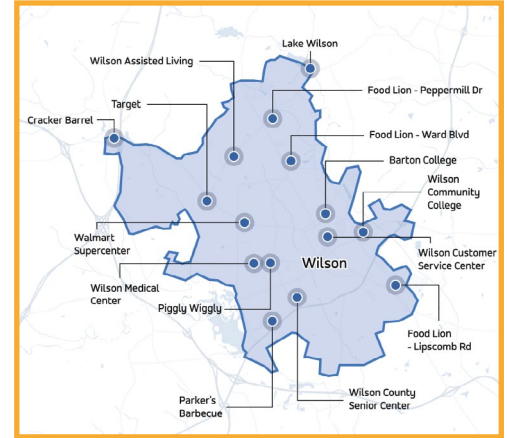 Lake Wilson
Wilson Assisted Living
Food Lion - Peppermill Dr
Target
Cracker Barrel
Food Lion - Ward Blvd
Barton College
Wilson
Community
College
Walmart
Supercenter
Wilson Customer
Service Center
Wilson
Wilson Medical
Center
Piggly Wiggly
Food Lion
- Lipscomb Rd
Parker's
Barbecue
Wilson County
Senior Center